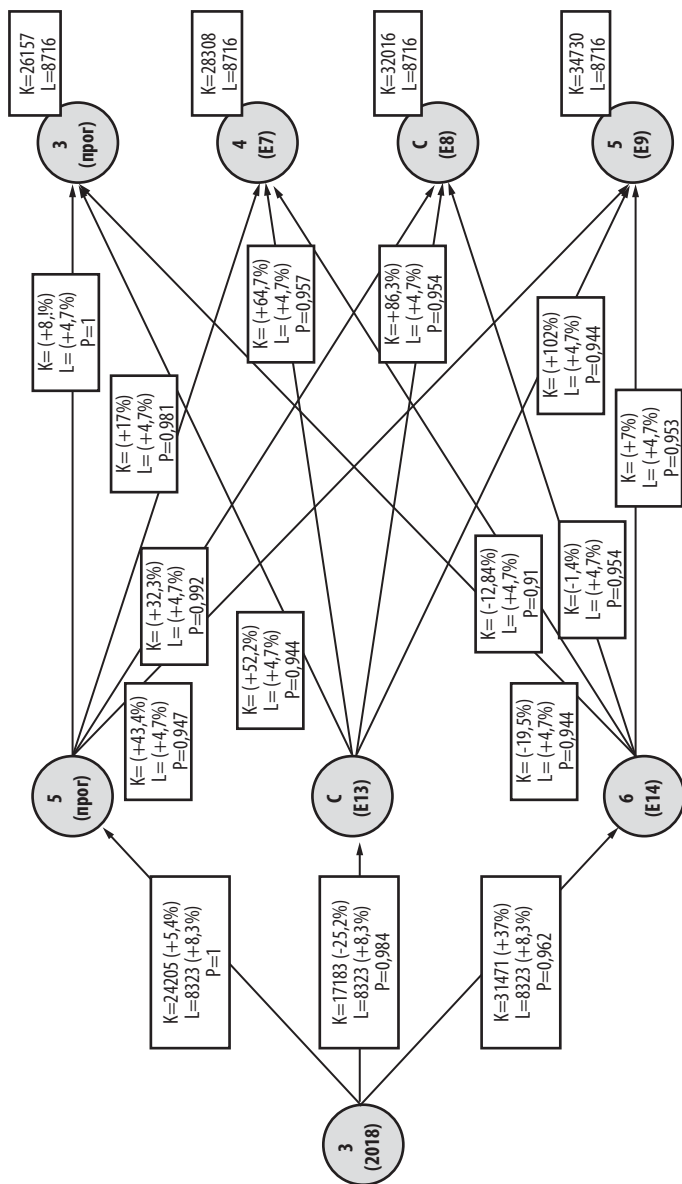 3
(2018)
K=24205 (+5,4%)
L=8323 (+8,3%)
P=1
K=17183 (-25,2%)
L=8323 (+8,3%)
P=0,984
K=31471 (+37%)
L=8323 (+8,3%)
P=0,962
5
(прог)
C
(E13)
6
(E14)
K= (+43,4%)
L= (+4,7%)
P=0,947
K= (+32,3%)
L= (+4,7%)
P=0,992
K= (+17%)
L= (+4,7%)
P=0,981
K= (+8,!%)
L= (+4,7%)
P=1
K= (+52,2%)
L= (+4,7%)
P=0,944
K= (+64,7%)
L= (+4,7%)
P=0,957
K=+86,3%)
L= (+4,7%)
P=0,954
K= (+102%)
L= (+4,7%)
P=0,944
K= (-19,5%)
L= (+4,7%)
P=0,944
K= (-12,84%)
L= (+4,7%)
P=0,91
K= (-1,4%)
L= (+4,7%)
P=0,954
K= (+7%)
L= (+4,7%)
P=0,953
3
(прог)
K=26157
L=8716
4
(E7)
K=28308
L=8716
C
(E8)
K=32016
L=8716
5
(E9)
K=34730
L=8716